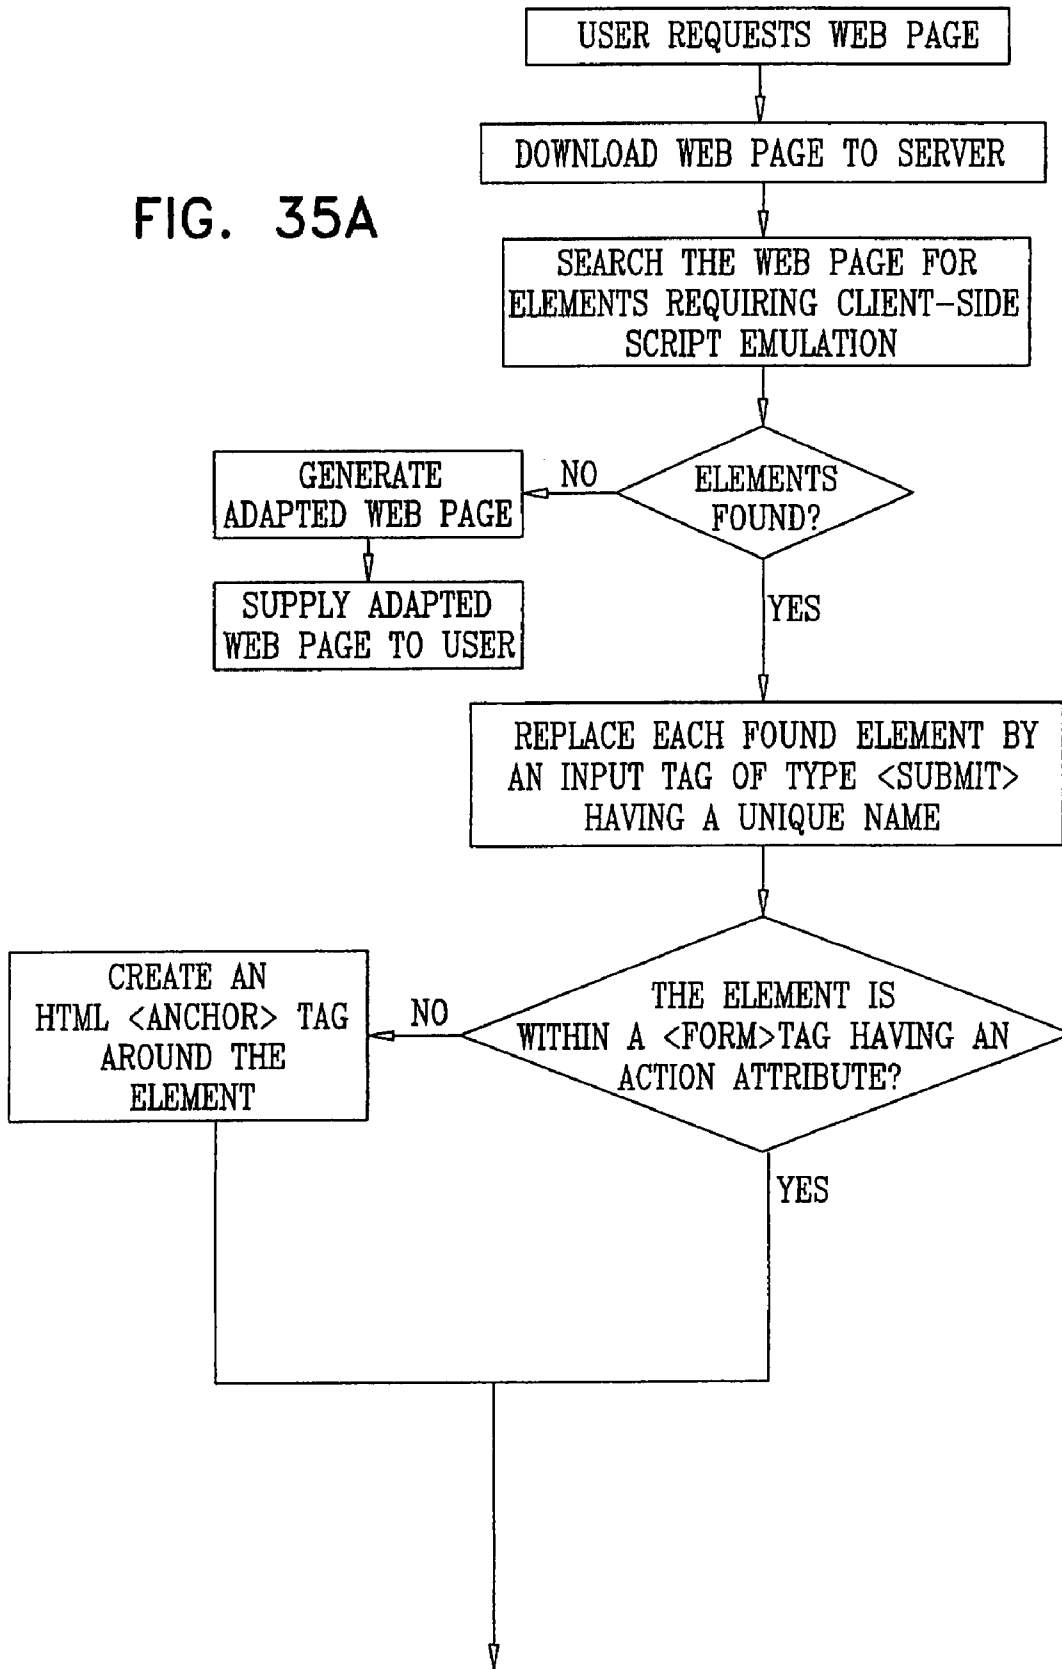 USER REQUESTS WEB PAGE
DOWNLOAD WEB PAGE TO SERVER
FIG. 35A
SEARCH THE WEB PAGE FOR
ELEMENTS REQUIRING CLIENT-SIDE
SCRIPT EMULATION
ELEMENTS
FOUND?
NO
GENERATE
ADAPTED WEB PAGE
SUPPLY ADAPTED
WEB PAGE TO USER
YES
REPLACE EACH FOUND ELEMENT BY
AN INPUT TAG OF TYPE <SUBMIT>
HAVING A UNIQUE NAME
THE ELEMENT IS
WITHIN A <FORM>TAG HAVING AN
ACTION ATTRIBUTE?
NO
CREATE AN
HTML <ANCHOR> TAG
AROUND THE
ELEMENT
YES